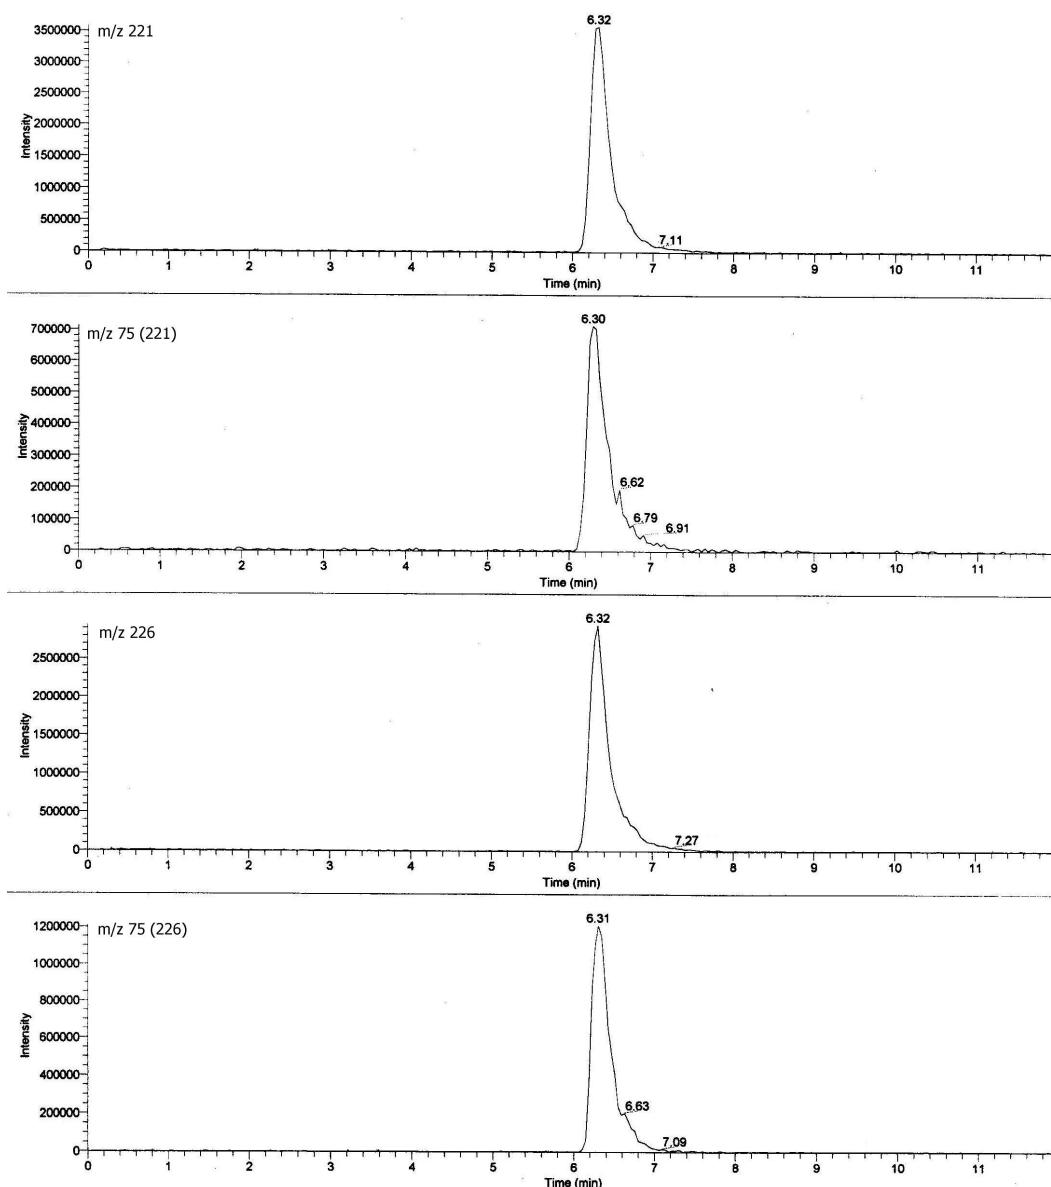 m/z 221
6.32
3500000
3000000
2500000
2000000
1500000
1000000
500000
0
Intensity
7.11
0 1 2 3 4 5 6 7 8 9 10 11
Time (min)
m/z 75 (221)
6.30
700000
600000
500000
400000
300000
200000
100000
0
Intensity
6.62
6.79
6.91
0 1 2 3 4 5 6 7 8 9 10 11
Time (min)
m/z 226
6.32
2500000
2000000
1500000
1000000
500000
0
Intensity
7.27
0 1 2 3 4 5 6 7 8 9 10 11
Time (min)
m/z 75 (226)
6.31
1200000
1000000
800000
600000
400000
200000
0
Intensity
6.63
7.09
0 1 2 3 4 5 6 7 8 9 10 11
Time (min)